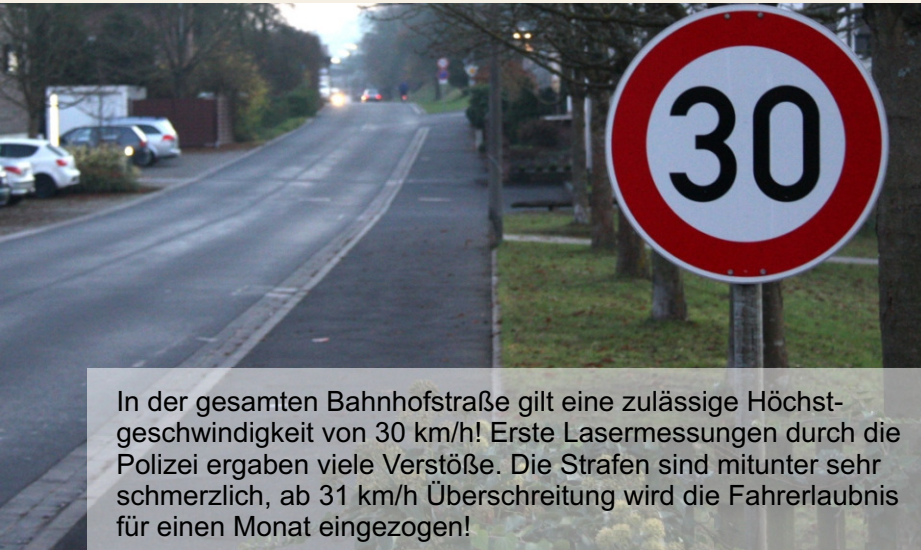 30
In der gesamten Bahnhofstraße gilt eine zulässige Höchst-
geschwindigkeit von 30 km/h! Erste Lasermessungen durch die
Polizei ergaben viele Verstöße. Die Strafen sind mitunter sehr
schmerzlich, ab 31 km/h Überschreitung wird die Fahrerlaubnis
für einen Monat eingezogen!